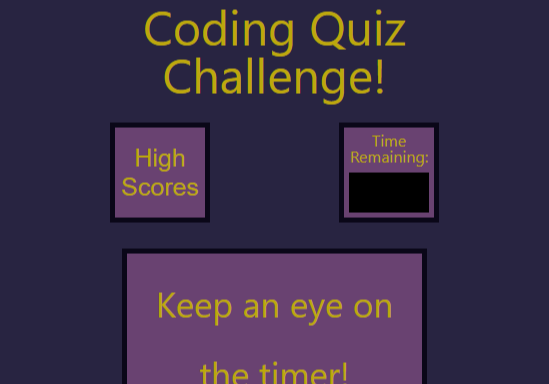 Coding Quiz
Challenge!
High
Scores
Time
Remaining:
Keep an eye on
the timer!